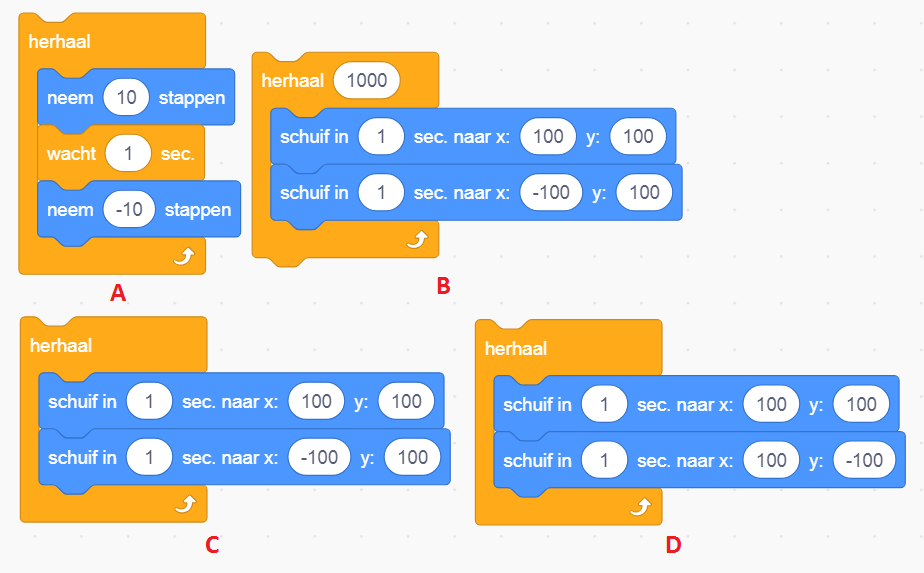 herhaal
neem 10 stappen
wacht 1 sec.
neem -10 stappen
A
herhaal 1000
schuif in 1 sec. naar x: 100 y: 100
schuif in 1 sec. naar x: -100 y: 100
B
herhaal
schuif in 1 sec. naar x: 100 y: 100
schuif in 1 sec. naar x: -100 y: 100
C
herhaal
schuif in 1 sec. naar x: 100 y: 100
schuif in 1 sec. naar x: 100 y: -100
D